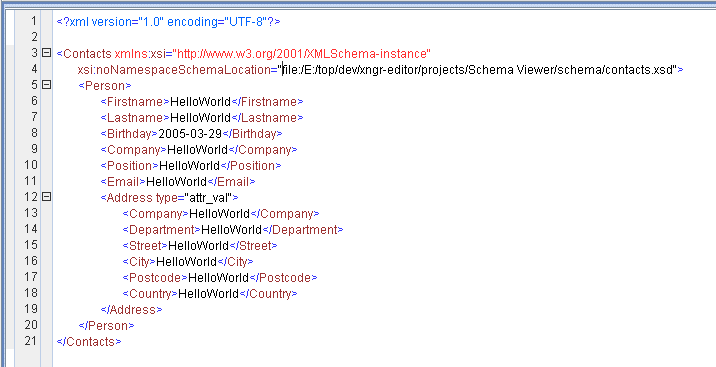 1 <?xml version="1.0" encoding="UTF-8"?>
2
3 <Contacts xmlns:xsi="http://www.w3.org/2001/XMLSchema-instance"
4 xsi:noNamespaceSchemaLocation="file:/E:/top/dev/xngr-editor/projects/Schema Viewer/schema/contacts.xsd">
5 <Person>
6 <Firstname>HelloWorld</Firstname>
7 <Lastname>HelloWorld</Lastname>
8 <Birthday>2005-03-29</Birthday>
9 <Company>HelloWorld</Company>
10 <Position>HelloWorld</Position>
11 <Email>HelloWorld</Email>
12 <Address type="attr_val">
13 <Company>HelloWorld</Company>
14 <Department>HelloWorld</Department>
15 <Street>HelloWorld</Street>
16 <City>HelloWorld</City>
17 <Postcode>HelloWorld</Postcode>
18 <Country>HelloWorld</Country>
19 </Address>
20 </Person>
21 </Contacts>